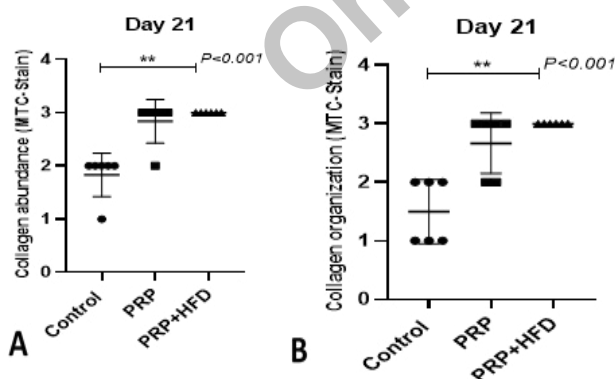 Day 21
** P<0.001
Collagen abundance (MTC-Stain)
4
3
2
1
0
Control
PRP
PRP+HFD
A
Day 21
** P<0.001
Collagen organization (MTC-Stain)
4
3
2
1
0
Control
PRP
PRP+HFD
B